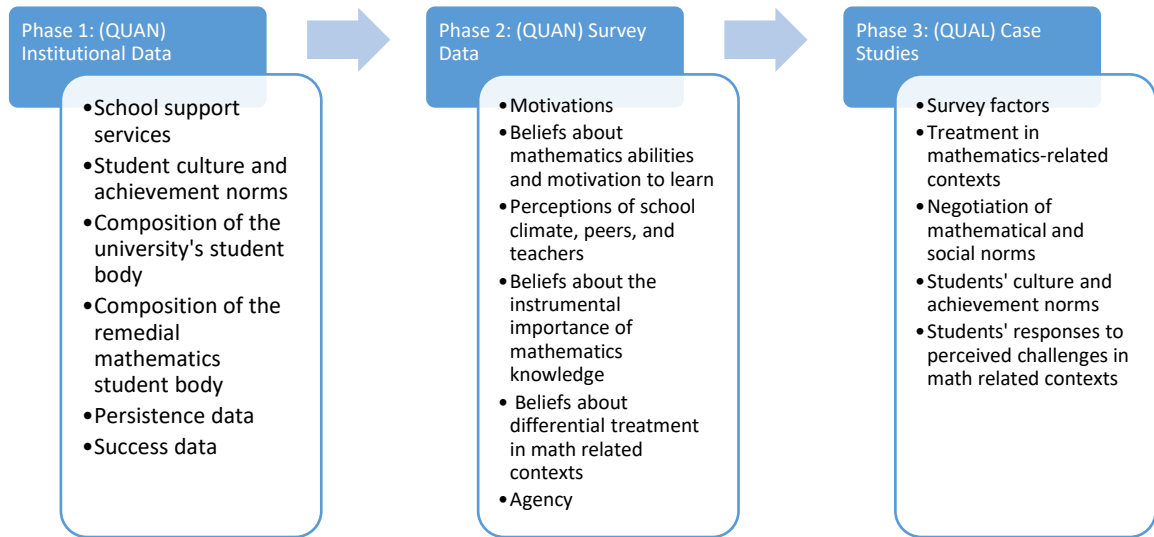 Phase 1: (QUAN)
Institutional Data
•School support
services
•Student culture and
achievement norms
•Composition of the
university's student
body
•Composition of the
remedial
mathematics
student body
•Persistence data
•Success data
Phase 2: (QUAN) Survey
Data
•Motivations
•Beliefs about
mathematics abilities
and motivation to learn
•Perceptions of school
climate, peers, and
teachers
•Beliefs about the
instrumental
importance of
mathematics
knowledge
• Beliefs about
differential treatment
in math related
contexts
•Agency
Phase 3: (QUAL) Case
Studies
•Survey factors
•Treatment in
mathematics-related
contexts
•Negotiation of
mathematical and
social norms
•Students' culture and
achievement norms
•Students' responses to
perceived challenges in
math related contexts